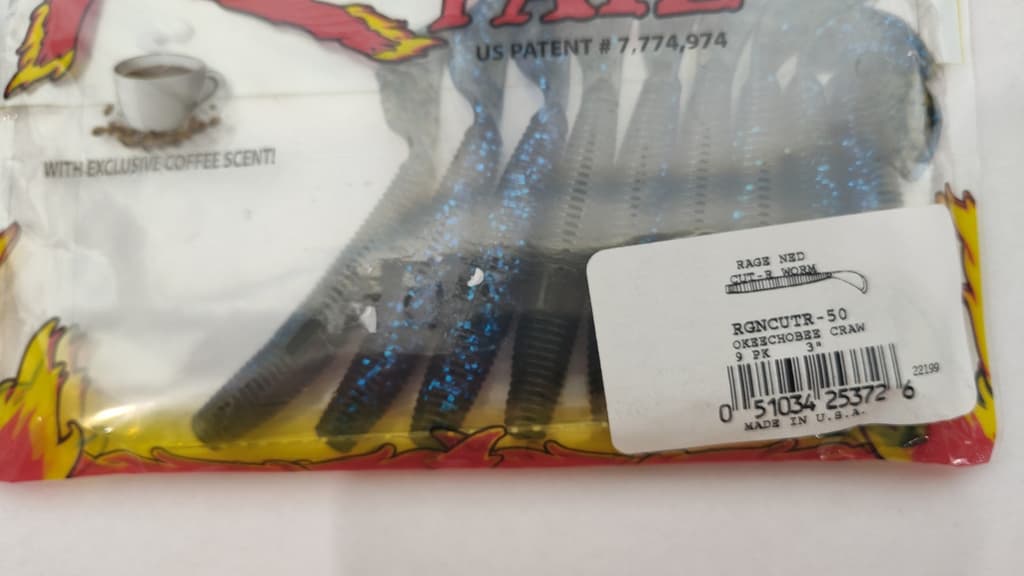 TAIL
US PATENT # 7,774,974
WITH EXCLUSIVE COFFEE SCENT!
RAGE NED
CUT-R WORM
RGNCUTR-50
OKEECHOBEE CRAW
9 PK 3"
22199
0 51034 25372 6
MADE IN U.S.A.